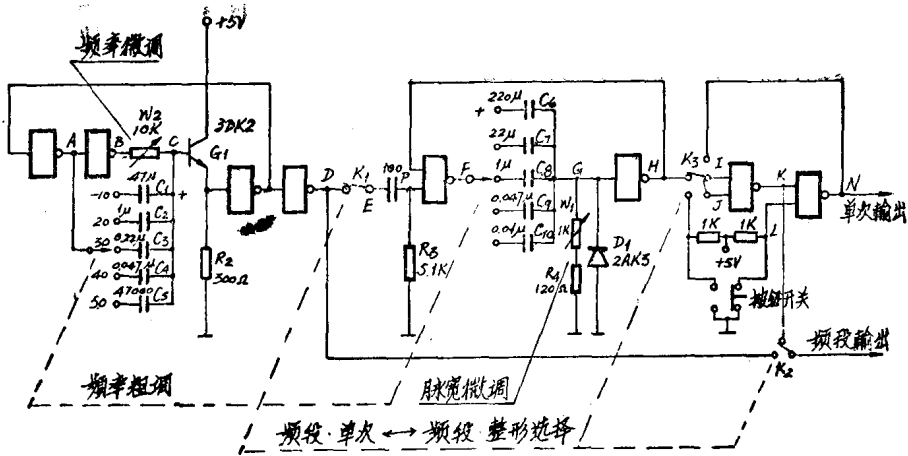 +5V
频率微调
W2
10K
3DK2
G1
A
B
C
47μ
C1
+
1μ
C2
0.22μ
C3
0.047μ
C4
4700
C5
10
20
30
40
50
R2
300Ω
D
K1
E
100
P
R3
5.1K
F
220μ
C6
+
22μ
C7
1μ
C8
0.047μ
C9
0.01μ
C10
G
W1
1K
R4
120Ω
D1
2AK3
H
K3
I
J
K
L
N
单次输出
1K
1K
+5V
按钮开关
频段输出
K2
频率粗调
脉宽微调
频段·单次 ↔ 频段·整形选择